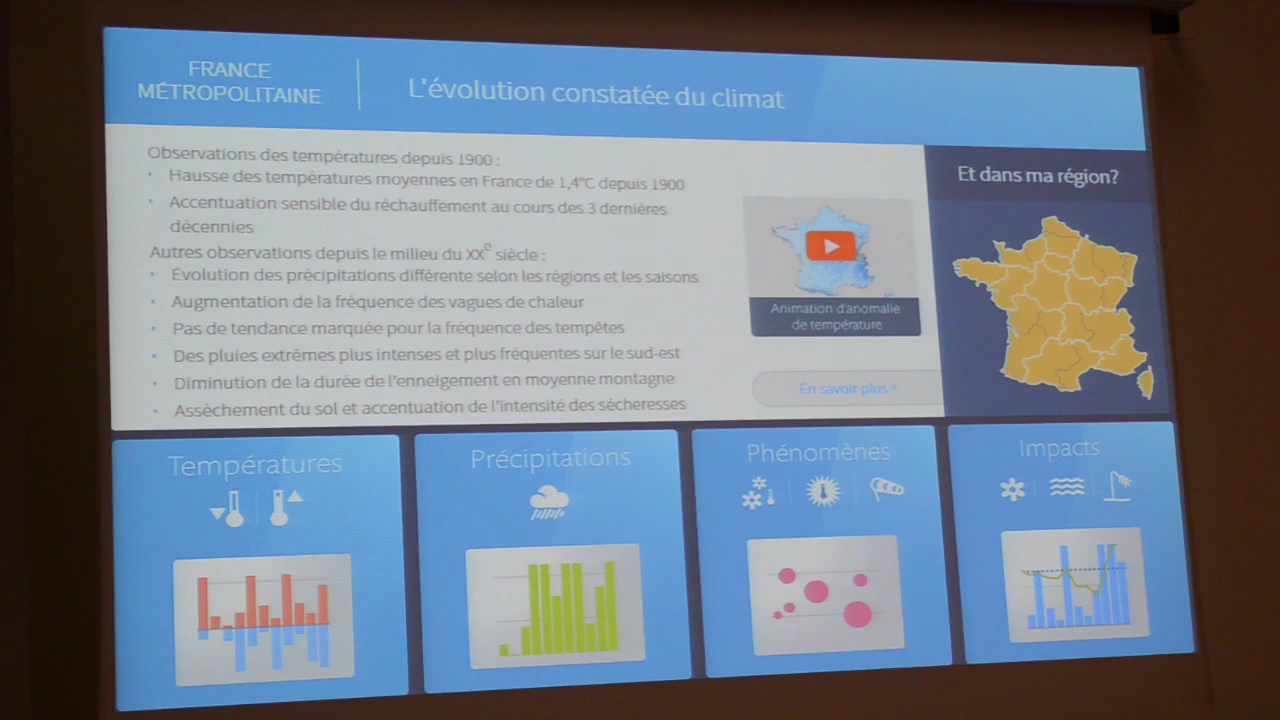 FRANCE
MÉTROPOLITAINE
L'évolution constatée du climat
Observations des températures depuis 1900 :
• Hausse des températures moyennes en France de 1,4°C depuis 1900
• Accentuation sensible du réchauffement au cours des 3 dernières
décennies
Autres observations depuis le milieu du XXe siècle :
• Évolution des précipitations différente selon les régions et les saisons
• Augmentation de la fréquence des vagues de chaleur
• Pas de tendance marquée pour la fréquence des tempêtes
• Des pluies extrêmes plus intenses et plus fréquentes sur le sud-est
• Diminution de la durée de l'enneigement en moyenne montagne
• Assèchement du sol et accentuation de l'intensité des sécheresses
Animation d'anomalie
de température
En savoir plus >
Et dans ma région?
Températures
Précipitations
Phénomènes
Impacts